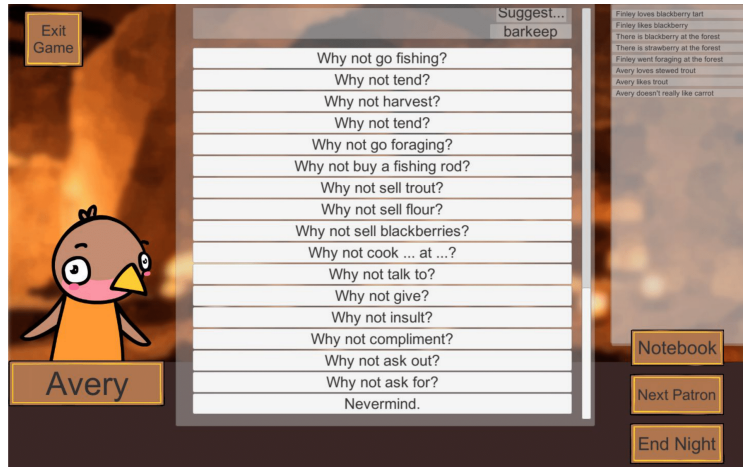 Exit
Game
Suggest...
barkeep
Why not go fishing?
Why not tend?
Why not harvest?
Why not tend?
Why not go foraging?
Why not buy a fishing rod?
Why not sell trout?
Why not sell flour?
Why not sell blackberries?
Why not cook ... at ...?
Why not talk to?
Why not give?
Why not insult?
Why not compliment?
Why not ask out?
Why not ask for?
Nevermind.
Finley loves blackberry tart
Finley likes blackberry
There is blackberry at the forest
There is strawberry at the forest
Finley went foraging at the forest
Avery loves stewed trout
Avery likes trout
Avery doesn't really like carrot
Avery
Notebook
Next Patron
End Night